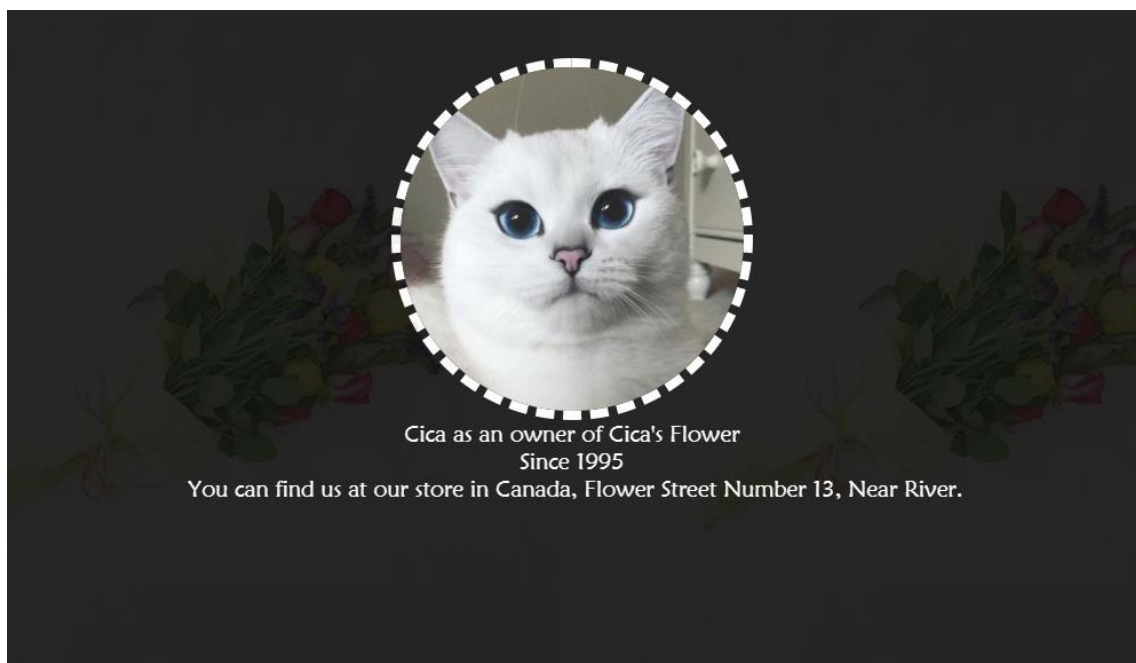 Cica as an owner of Cica's Flower
Since 1995
You can find us at our store in Canada, Flower Street Number 13, Near River.